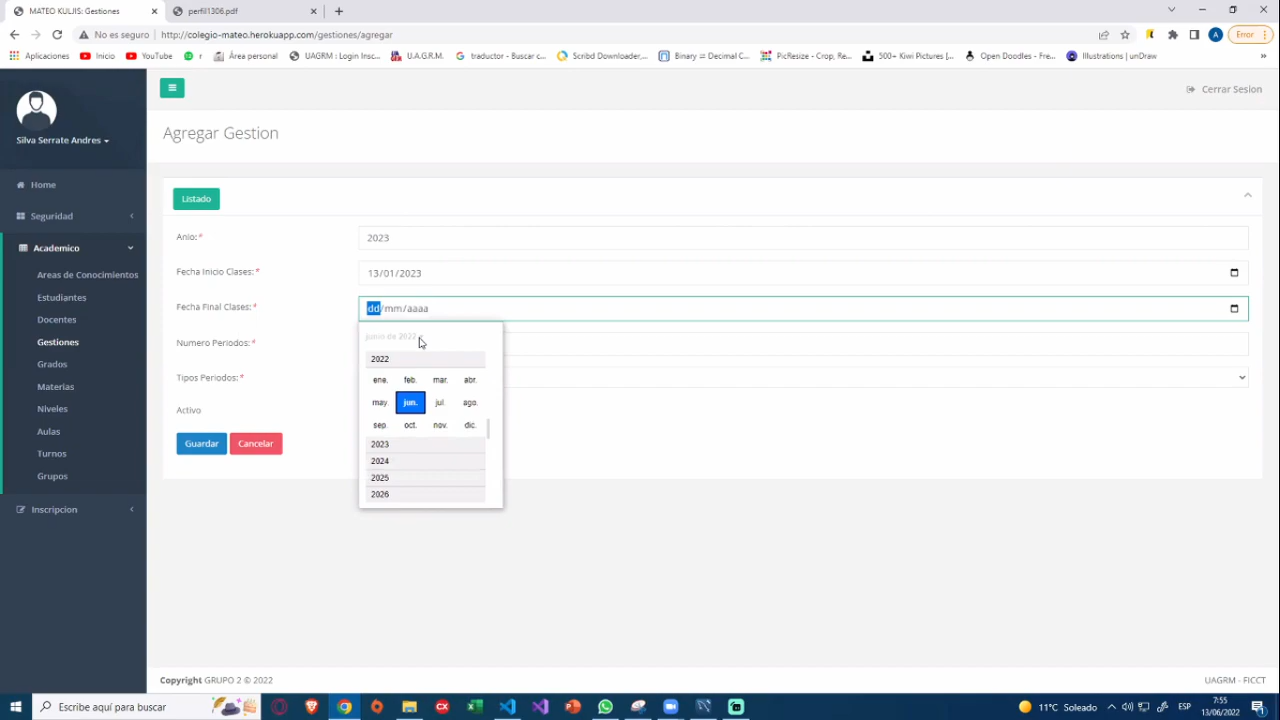 MATEO KULJIS: Gestiones
perfil1306.pdf
No es seguro
http://colegio-mateo.herokuapp.com/gestiones/agregar
A
Error
Aplicaciones
Inicio
YouTube
r
Área personal
UAGRM : Login Insc...
U.A.G.R.M.
traductor - Buscar c...
Scribd Downloader,...
Binary ⇌ Decimal C...
PicResize - Crop, Re...
500+ Kiwi Pictures [...
Open Doodles - Fre...
Illustrations | unDraw
»
Silva Serrate Andres
Cerrar Sesion
Agregar Gestion
Home
Seguridad
Academico
Areas de Conocimientos
Estudiantes
Docentes
Gestiones
Grados
Materias
Niveles
Aulas
Turnos
Grupos
Inscripcion
Listado
Anio:*
2023
Fecha Inicio Clases:*
13/01/2023
Fecha Final Clases:*
dd/mm/aaaa
Numero Periodos:*
Tipos Periodos:*
Activo
Guardar
Cancelar
junio de 2022
2022
ene. feb. mar. abr.
may. jun. jul. ago.
sep. oct. nov. dic.
2023
2024
2025
2026
Copyright GRUPO 2 © 2022
UAGRM - FICCT
Escribe aquí para buscar
11°C Soleado
ESP
7:55
13/06/2022